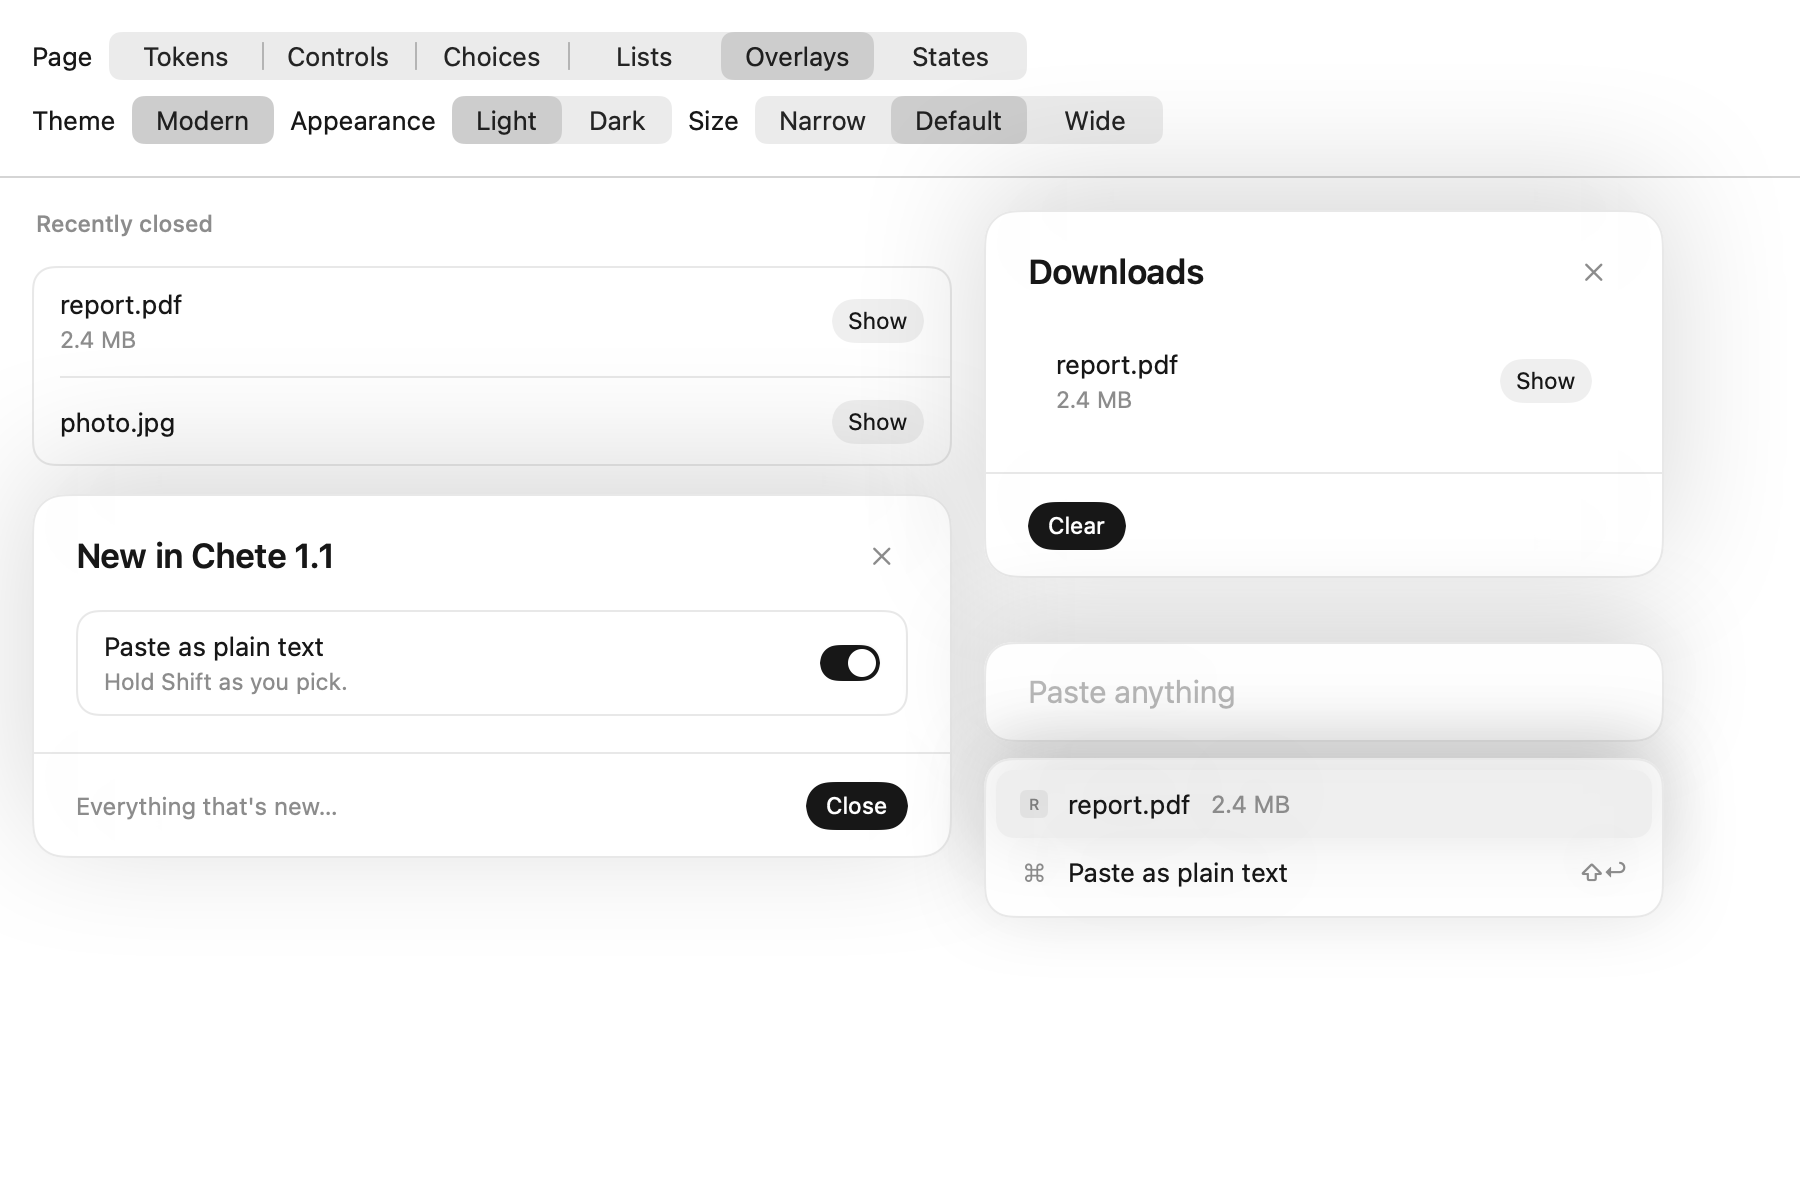 Page Tokens Controls Choices Lists Overlays States
Theme Modern Appearance Light Dark Size Narrow Default Wide
Recently closed
report.pdf
2.4 MB
Show
photo.jpg
Show
New in Chete 1.1
Paste as plain text
Hold Shift as you pick.
Everything that's new...
Close
Downloads
report.pdf
2.4 MB
Show
Clear
Paste anything
R report.pdf 2.4 MB
⌘ Paste as plain text ⇧↩